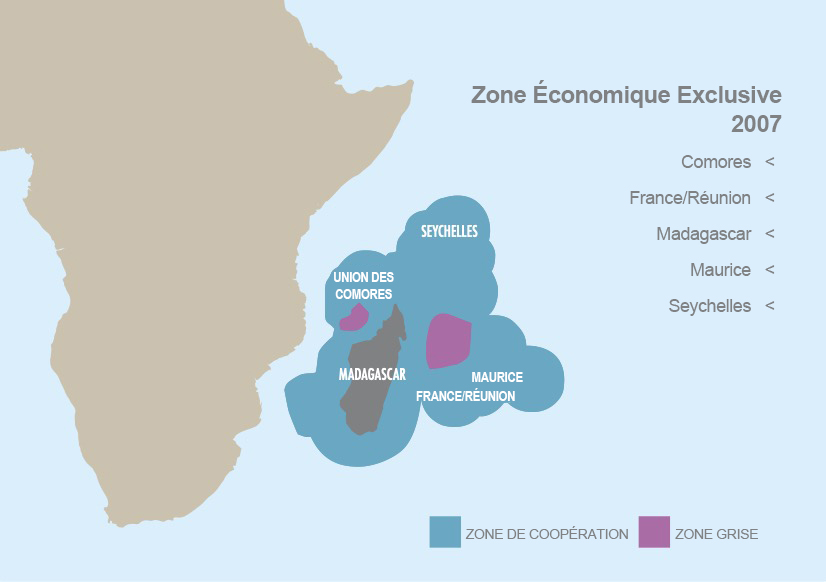 Zone Économique Exclusive
2007
Comores <
France/Réunion <
Madagascar <
Maurice <
Seychelles <
SEYCHELLES
UNION DES
COMORES
MADAGASCAR
MAURICE
FRANCE/RÉUNION
ZONE DE COOPÉRATION
ZONE GRISE